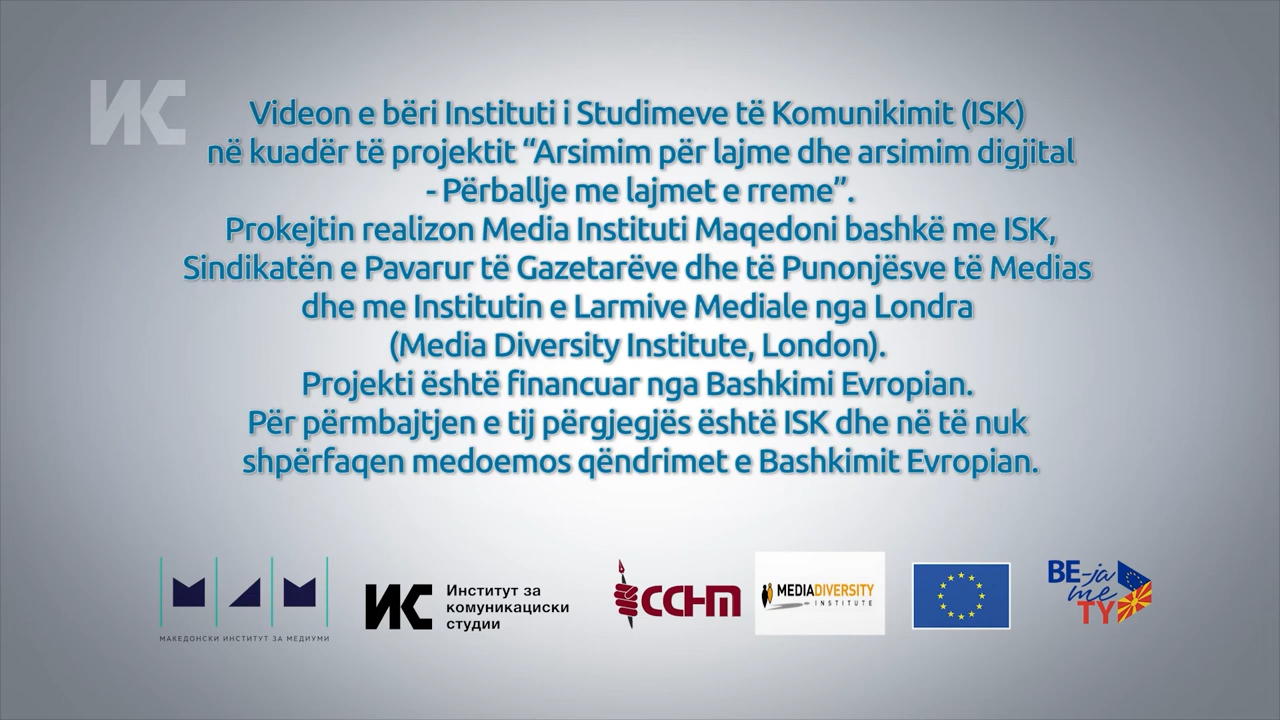 ИС
Videon e bëri Instituti i Studimeve të Komunikimit (ISK)
në kuadër të projektit “Arsimim për lajme dhe arsimim digjital
- Përballje me lajmet e rreme”.
Prokejtin realizon Media Instituti Maqedoni bashkë me ISK,
Sindikatën e Pavarur të Gazetarëve dhe të Punonjësve të Medias
dhe me Institutin e Larmive Mediale nga Londra
(Media Diversity Institute, London).
Projekti është financuar nga Bashkimi Evropian.
Për përmbajtjen e tij përgjegjës është ISK dhe në të nuk
shpërfaqen medoemos qëndrimet e Bashkimit Evropian.
МИМ
МАКЕДОНСКИ ИНСТИТУТ ЗА МЕДИУМИ
ИС
Институт за
комуникациски
студии
ССНМ
MEDIADIVERSITY
INSTITUTE
BE-ja
me
TY